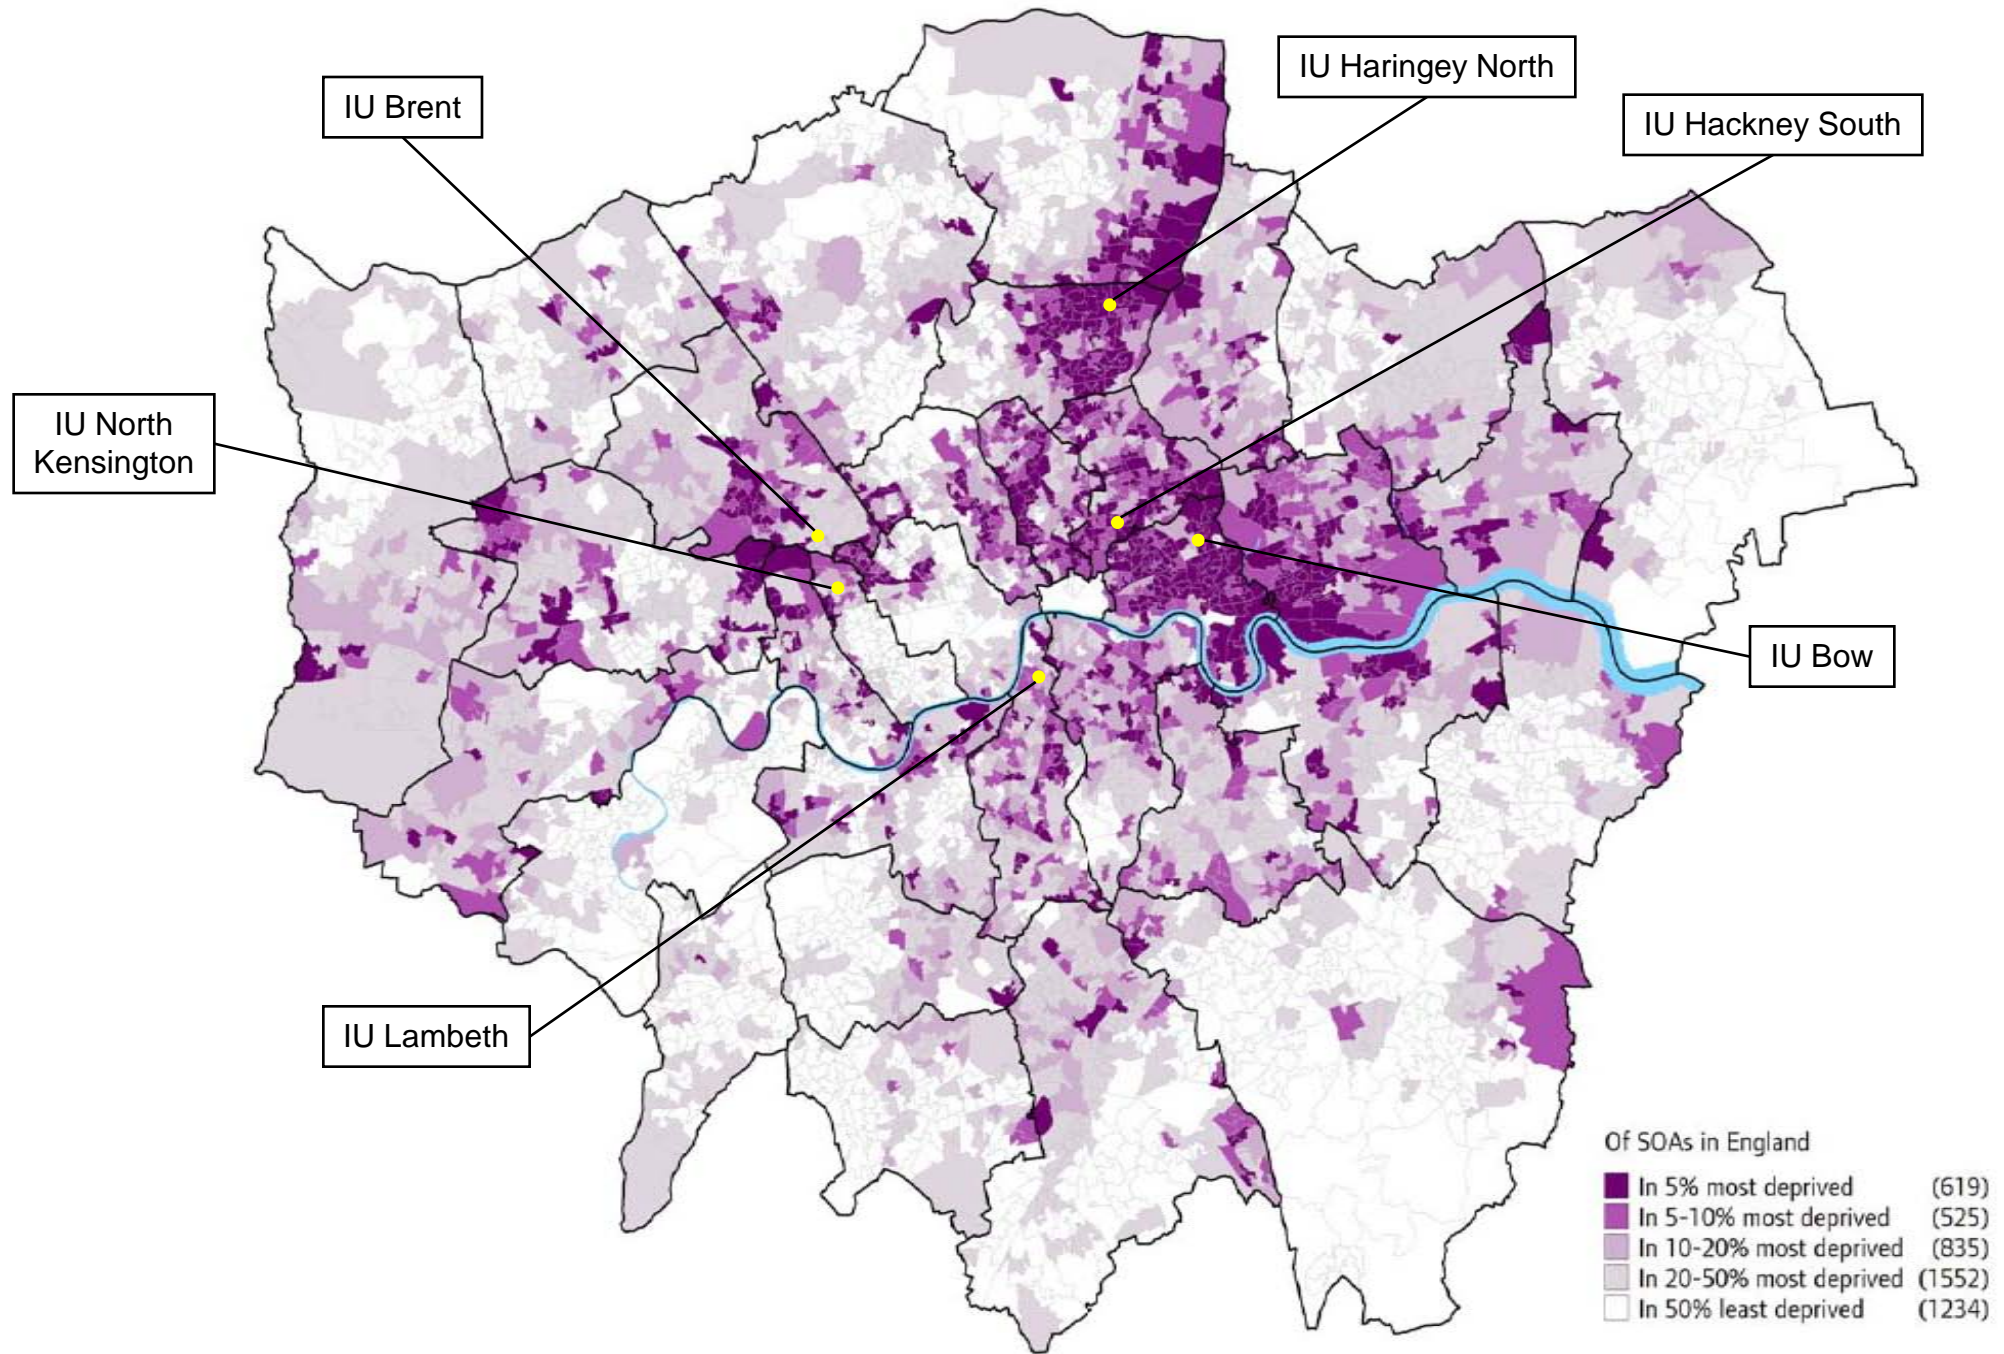 IU Haringey North
IU Brent
IU Hackney South
IU North
Kensington
IU Bow
IU Lambeth
Of SOAs in England
In 5% most deprived (619)
In 5-10% most deprived (525)
In 10-20% most deprived (835)
In 20-50% most deprived (1552)
In 50% least deprived (1234)